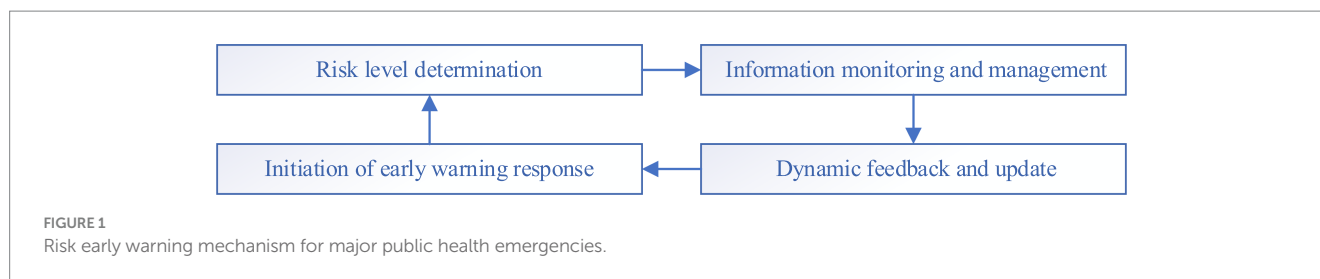 Risk level determination
Information monitoring and management
Initiation of early warning response
Dynamic feedback and update
FIGURE 1
Risk early warning mechanism for major public health emergencies.